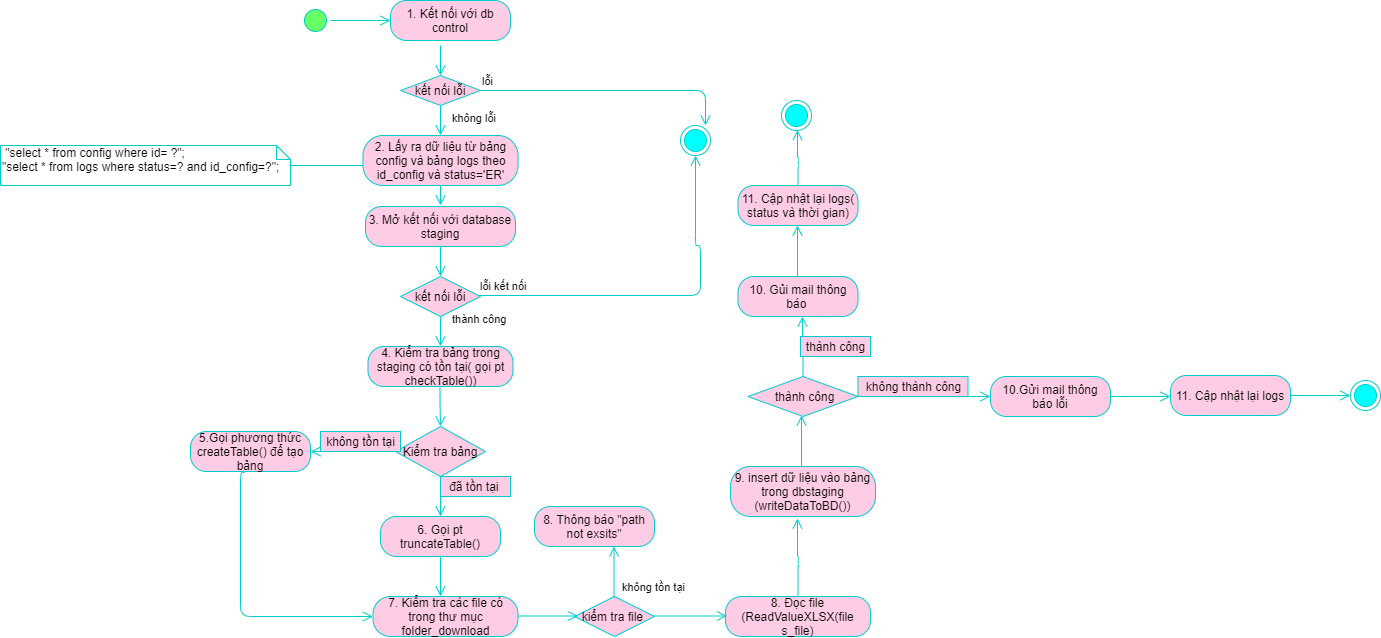 1. Kết nối với db
control
kết nối lỗi
lỗi
không lỗi
"select * from config where id= ?";
"select * from logs where status=? and id_config=?";
2. Lấy ra dữ liệu từ bảng
config và bảng logs theo
id_config và status='ER'
3. Mở kết nối với database
staging
kết nối lỗi
lỗi kết nối
thành công
4. Kiểm tra bảng trong
staging có tồn tại( gọi pt
checkTable())
Kiểm tra bảng
không tồn tại
5.Gọi phương thức
createTable() để tạo
bảng
đã tồn tại
6. Gọi pt
truncateTable()
7. Kiểm tra các file có
trong thư mục
folder_download
kiểm tra file
không tồn tại
8. Thông báo "path
not exsits"
8. Đọc file
(ReadValueXLSX(file
s_file)
9. insert dữ liệu vào bảng
trong dbstaging
(writeDataToBD())
thành công
thành công
10. Gủi mail thông
báo
11. Cập nhật lại logs(
status và thời gian)
không thành công
10.Gửi mail thông
báo lỗi
11. Cập nhật lại logs